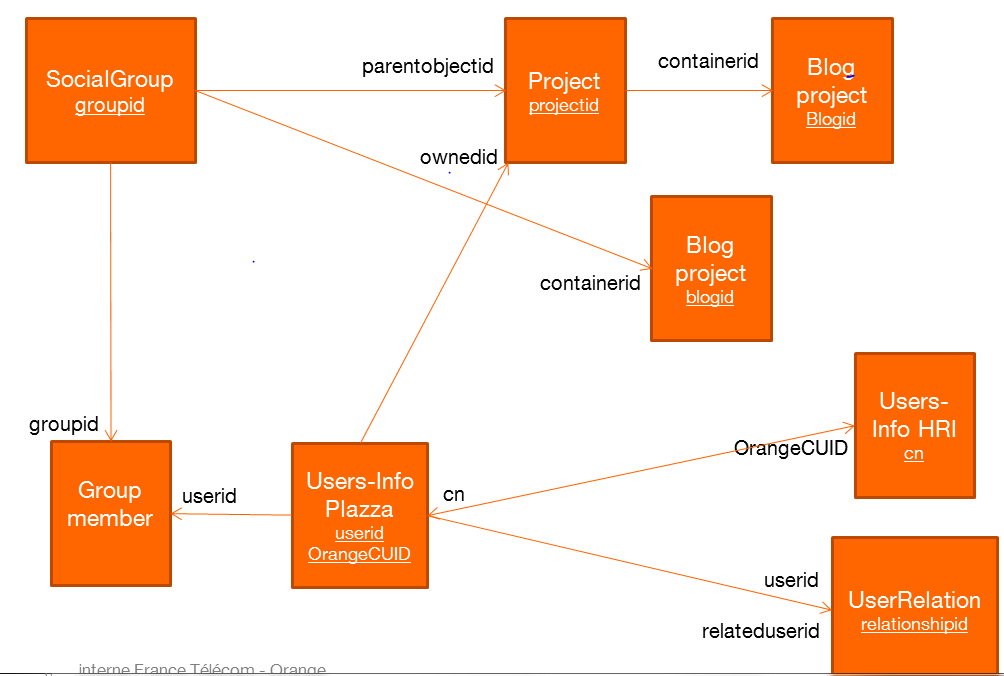 SocialGroup
groupid
parentobjectid
Project
projectid
containerid
Blog
project
Blogid
ownedid
Blog
project
blogid
containerid
groupid
Group
member
userid
Users-Info
Plazza
userid
OrangeCUID
cn
OrangeCUID
Users-
Info HRI
cn
userid
relateduserid
UserRelation
relationshipid
interne France Télécom - Orange